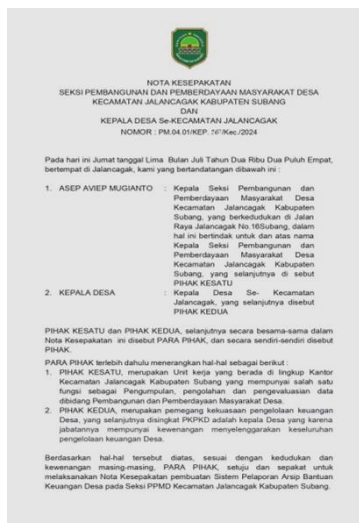 NOTA KESEPAKATAN
SEKSI PEMBANGUNAN DAN PEMBERDAYAAN MASYARAKAT DESA
KECAMATAN JALANCAGAK KABUPATEN SUBANG
DAN
KEPALA DESA Se-KECAMATAN JALANCAGAK
NOMOR : PM.04.01/KEP. /Kec./2024
Pada hari ini Jumat tanggal Lima Bulan Juli Tahun Dua Ribu Dua Puluh Empat,
bertempat di Jalancagak, kami yang bertandatangan dibawah ini :
1. ASEP AVIEP MUGIANTO : Kepala Seksi Pembangunan dan
Pemberdayaan Masyarakat Desa
Kecamatan Jalancagak Kabupaten
Subang, yang berkedudukan di Jalan
Raya Jalancagak No.16Subang, dalam
hal ini bertindak untuk dan atas nama
Kepala Seksi Pembangunan dan
Pemberdayaan Masyarakat Desa
Kecamatan Jalancagak Kabupaten
Subang, yang selanjutnya di sebut
PIHAK KESATU
2. KEPALA DESA : Kepala Desa Se- Kecamatan
Jalancagak, yang selanjutnya disebut
PIHAK KEDUA
PIHAK KESATU dan PIHAK KEDUA, selanjutnya secara besama-sama dalam
Nota Kesepakatan ini disebut PARA PIHAK, dan secara sendiri-sendiri disebut
PIHAK.
PARA PIHAK terlebih dahulu menerangkan hal-hal sebagai berikut :
1. PIHAK KESATU, merupakan Unit kerja yang berada di lingkup Kantor
Kecamatan Jalancagak Kabupaten Subang yang mempunyai salah satu
fungsi sebagai Pengumpulan, pengolahan dan pengevaluasian data
dibidang Pembangunan dan Pemberdayaan Masyarakat Desa.
2. PIHAK KEDUA, merupakan pemegang kekuasaan pengelolaan keuangan
Desa, yang selanjutnya disingkat PKPKD adalah kepala Desa yang karena
jabatannya mempunyai kewenangan menyelenggarakan keseluruhan
pengelolaan keuangan Desa.
Berdasarkan hal-hal tersebut diatas, sesuai dengan kedudukan dan
kewenangan masing-masing, PARA PIHAK, setuju dan sepakat untuk
melaksanakan Nota Kesepakatan pembuatan Sistem Pelaporan Arsip Bantuan
Keuangan Desa pada Seksi PPMD Kecamatan Jalancagak Kabupaten Subang.